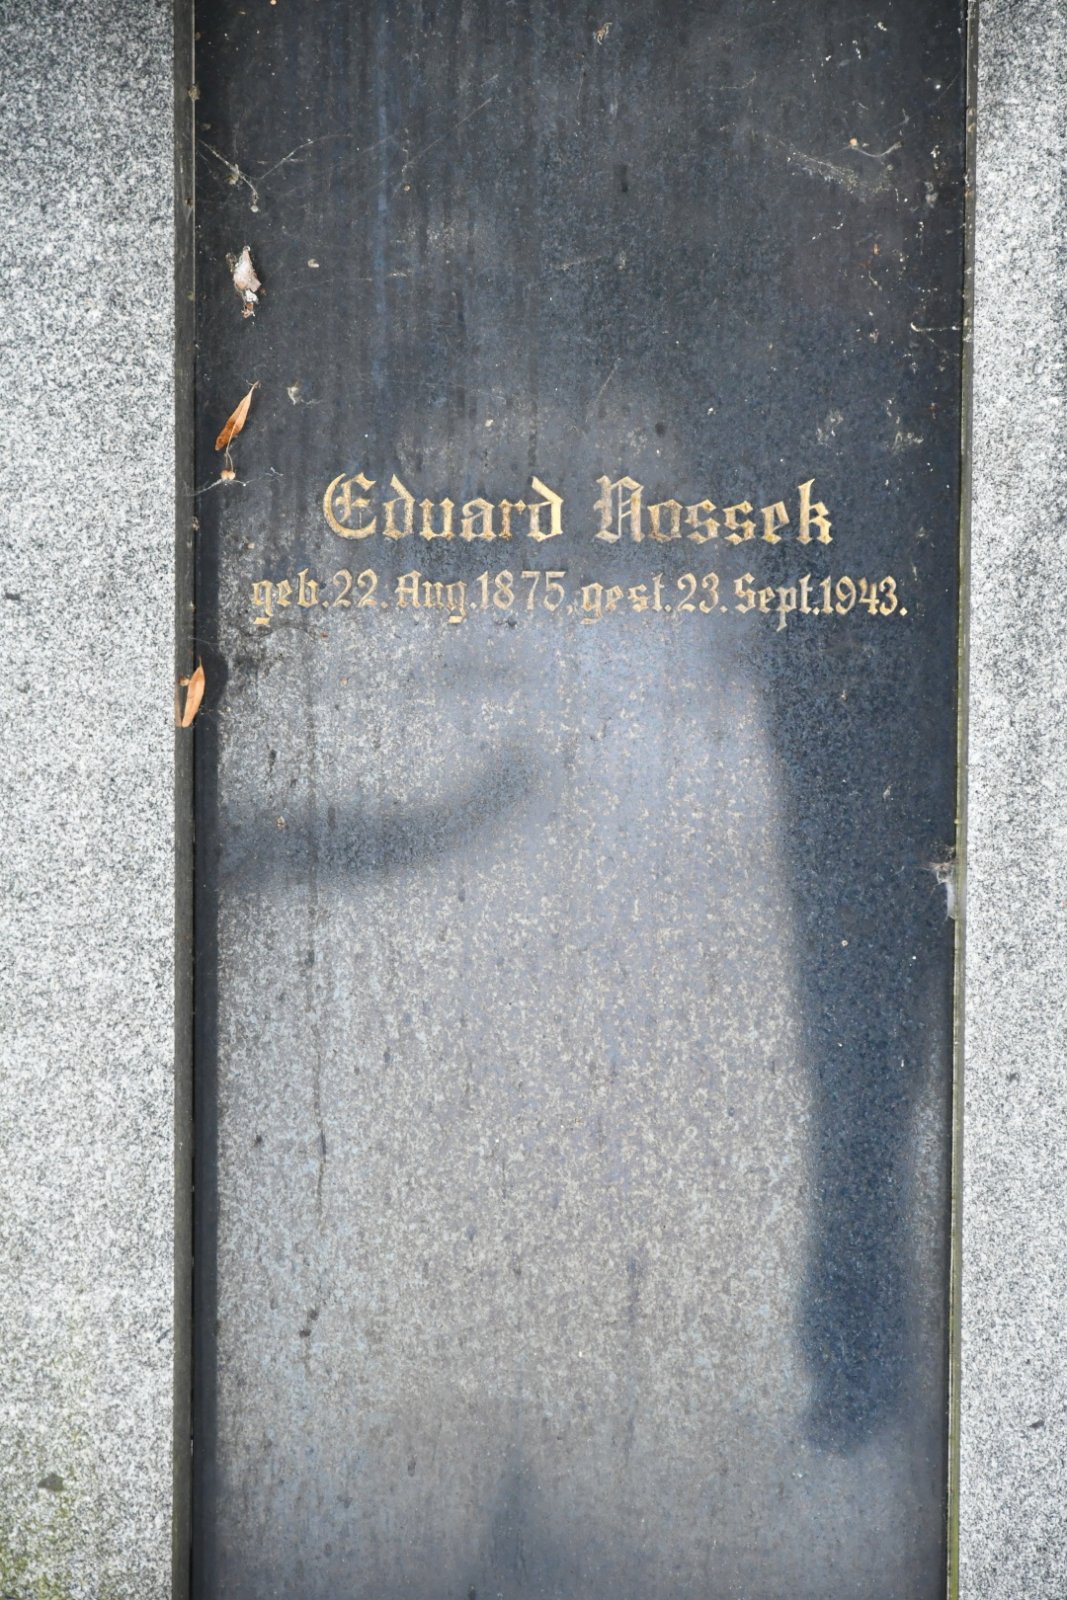 Eduard Nossek
geb. 22. Aug. 1875, gest. 23. Sept. 1943.